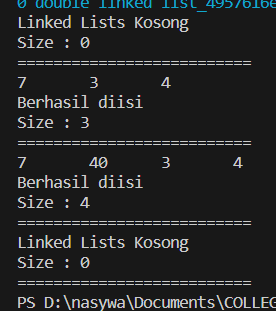 0 double linked list_4957616e
Linked Lists Kosong
Size : 0
==========================
7 3 4
Berhasil diisi
Size : 3
==========================
7 40 3 4
Berhasil diisi
Size : 4
==========================
Linked Lists Kosong
Size : 0
==========================
PS D:\nasywa\Documents\COLLEG